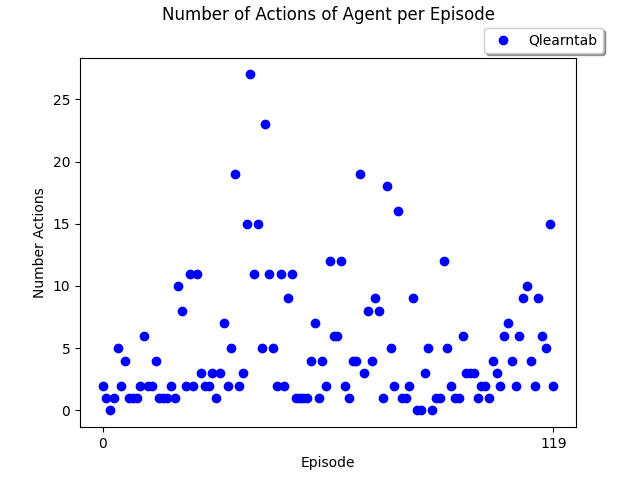 Number of Actions of Agent per Episode
Qlearntab
25
20
15
10
5
0
Number Actions
0
119
Episode